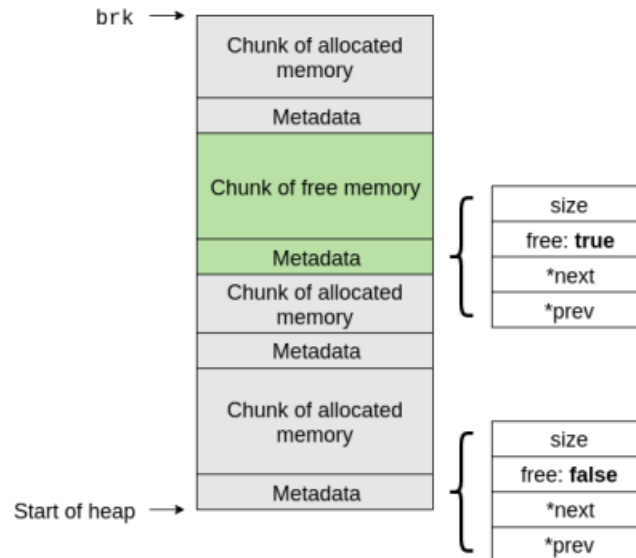 brk
Chunk of allocated
memory
Metadata
Chunk of free memory
Metadata
size
free: true
*next
*prev
Chunk of allocated
memory
Metadata
Chunk of allocated
memory
Metadata
Start of heap
size
free: false
*next
*prev